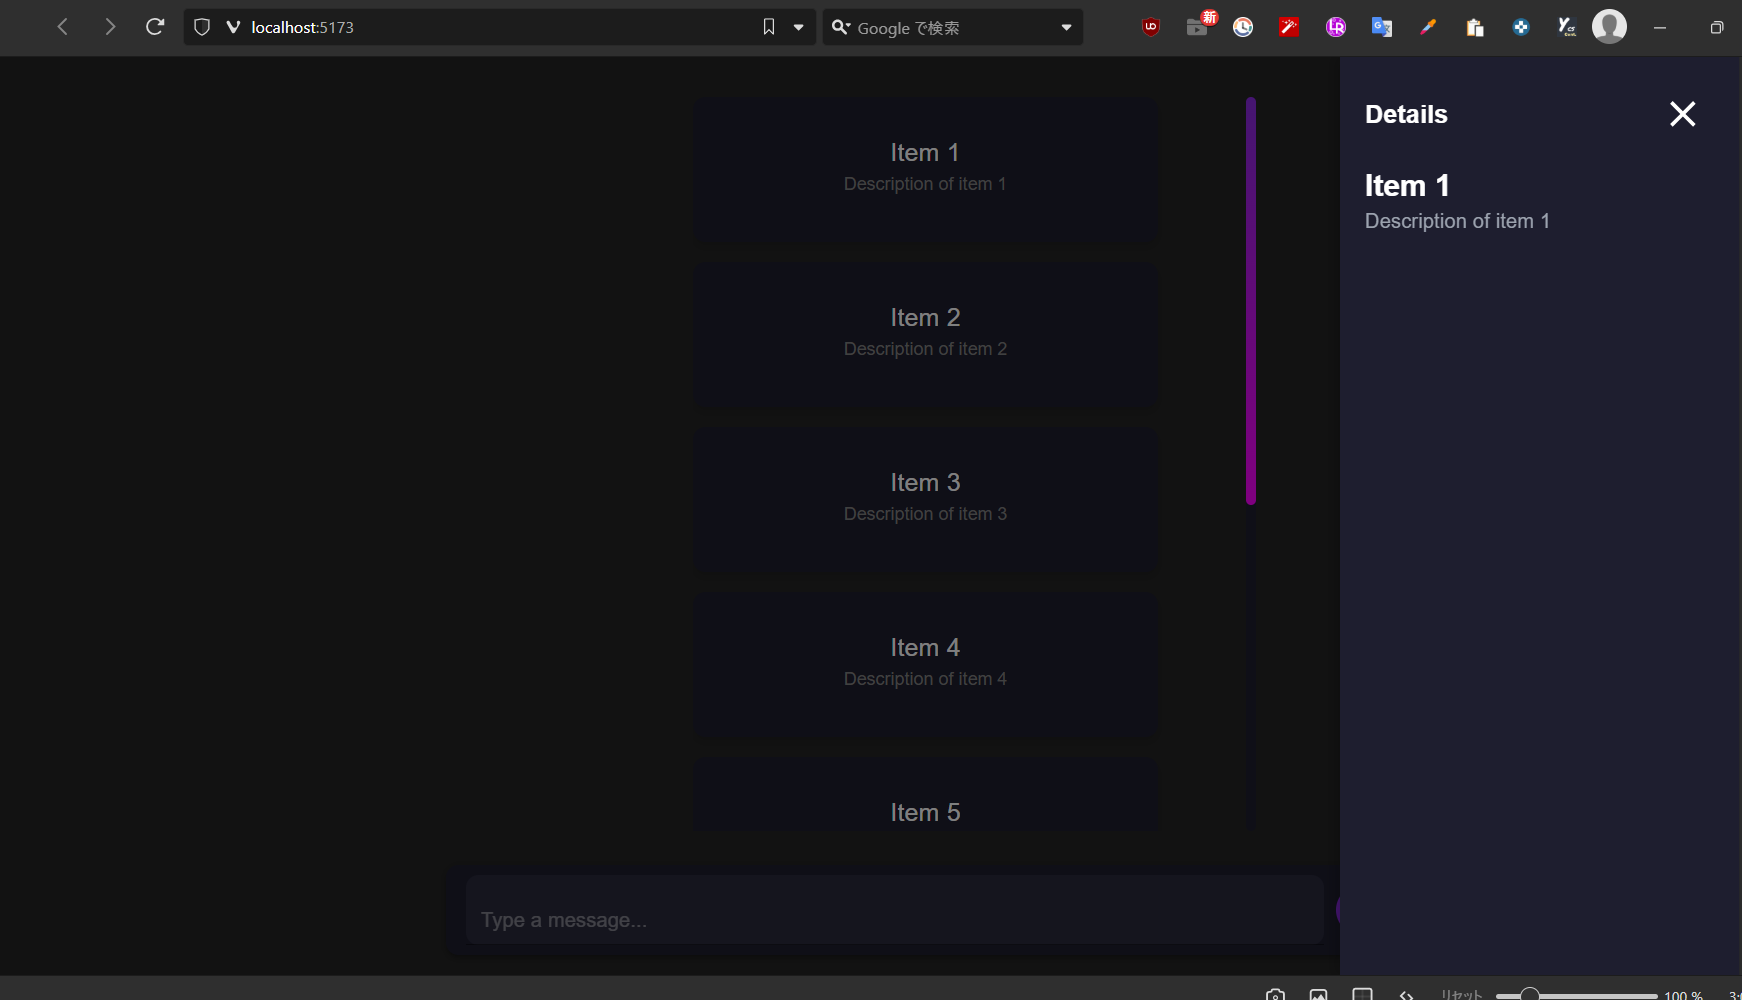 localhost:5173
Google で検索
新
Details
Item 1
Description of item 1
Item 1
Description of item 1
Item 2
Description of item 2
Item 3
Description of item 3
Item 4
Description of item 4
Item 5
Type a message...
リセット
100 %